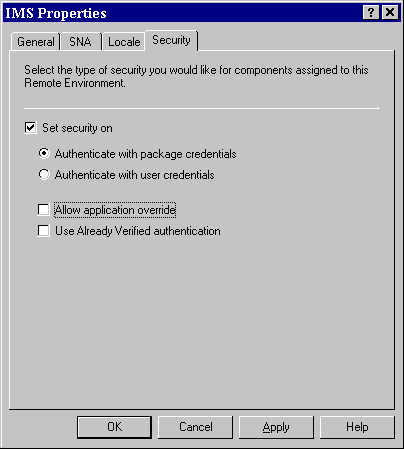 IMS Properties
General SNA Locale Security
Select the type of security you would like for components assigned to this
Remote Environment.
Set security on
Authenticate with package credentials
Authenticate with user credentials
Allow application override
Use Already Verified authentication
OK Cancel Apply Help